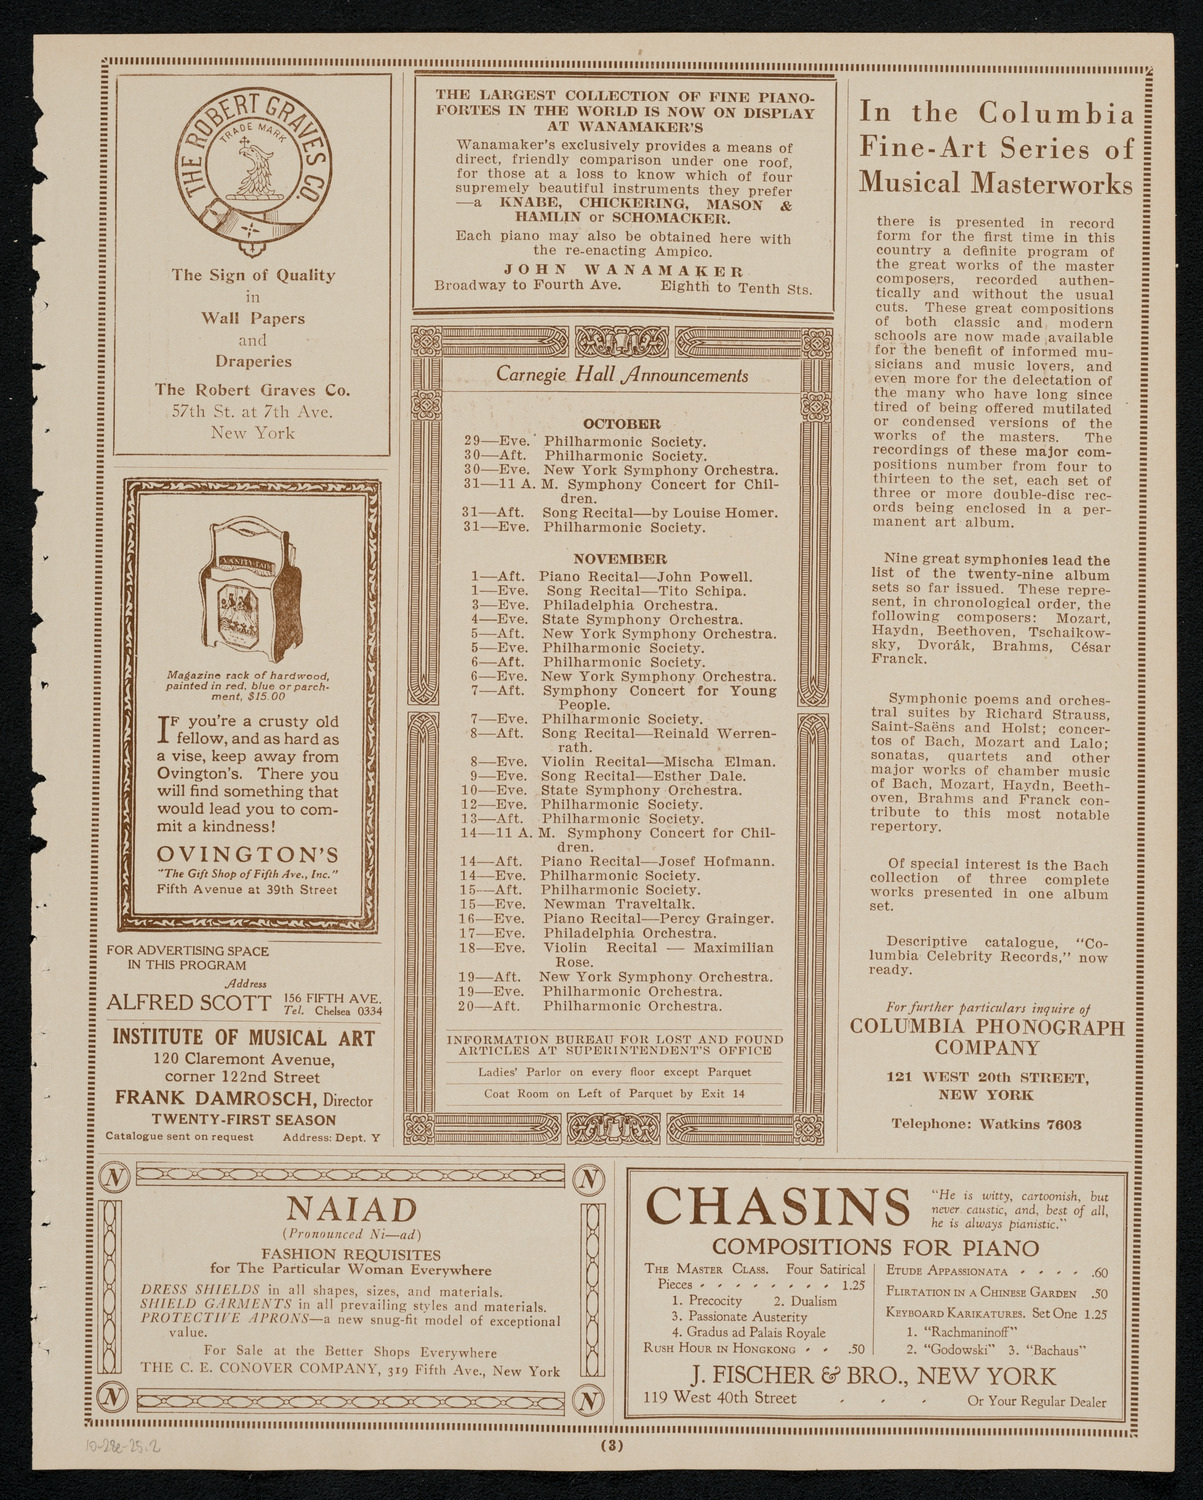 THE ROBERT GRAVES CO.
TRADE MARK
The Sign of Quality
in
Wall Papers
and
Draperies
The Robert Graves Co.
57th St. at 7th Ave.
New York
VANITY FAIR
Magazine rack of hardwood,
painted in red, blue or parch-
ment, $15.00
IF you're a crusty old
fellow, and as hard as
a vise, keep away from
Ovington's. There you
will find something that
would lead you to com-
mit a kindness!
OVINGTON'S
"The Gift Shop of Fifth Ave., Inc."
Fifth Avenue at 39th Street
FOR ADVERTISING SPACE
IN THIS PROGRAM
Address
ALFRED SCOTT 156 FIFTH AVE.
Tel. Chelsea 0334
INSTITUTE OF MUSICAL ART
120 Claremont Avenue,
corner 122nd Street
FRANK DAMROSCH, Director
TWENTY-FIRST SEASON
Catalogue sent on request Address: Dept. Y
THE LARGEST COLLECTION OF FINE PIANO-
FORTES IN THE WORLD IS NOW ON DISPLAY
AT WANAMAKER'S
Wanamaker's exclusively provides a means of
direct, friendly comparison under one roof,
for those at a loss to know which of four
supremely beautiful instruments they prefer
—a KNABE, CHICKERING, MASON &
HAMLIN or SCHOMACKER.
Each piano may also be obtained here with
the re-enacting Ampico.
JOHN WANAMAKER
Broadway to Fourth Ave. Eighth to Tenth Sts.
Carnegie Hall Announcements
OCTOBER
29—Eve. Philharmonic Society.
30—Aft. Philharmonic Society.
30—Eve. New York Symphony Orchestra.
31—11 A. M. Symphony Concert for Chil-
dren.
31—Aft. Song Recital—by Louise Homer.
31—Eve. Philharmonic Society.
NOVEMBER
1—Aft. Piano Recital—John Powell.
1—Eve. Song Recital—Tito Schipa.
3—Eve. Philadelphia Orchestra.
4—Eve. State Symphony Orchestra.
5—Aft. New York Symphony Orchestra.
5—Eve. Philharmonic Society.
6—Aft. Philharmonic Society.
6—Eve. New York Symphony Orchestra.
7—Aft. Symphony Concert for Young
People.
7—Eve. Philharmonic Society.
8—Aft. Song Recital—Reinald Werren-
rath.
8—Eve. Violin Recital—Mischa Elman.
9—Eve. Song Recital—Esther Dale.
10—Eve. State Symphony Orchestra.
12—Eve. Philharmonic Society.
13—Aft. Philharmonic Society.
14—11 A. M. Symphony Concert for Chil-
dren.
14—Aft. Piano Recital—Josef Hofmann.
14—Eve. Philharmonic Society.
15—Aft. Philharmonic Society.
15—Eve. Newman Traveltalk.
16—Eve. Piano Recital—Percy Grainger.
17—Eve. Philadelphia Orchestra.
18—Eve. Violin Recital — Maximilian
Rose.
19—Aft. New York Symphony Orchestra.
19—Eve. Philharmonic Orchestra.
20—Aft. Philharmonic Orchestra.
INFORMATION BUREAU FOR LOST AND FOUND
ARTICLES AT SUPERINTENDENT'S OFFICE
Ladies' Parlor on every floor except Parquet
Coat Room on Left of Parquet by Exit 14
In the Columbia
Fine-Art Series of
Musical Masterworks
there is presented in record
form for the first time in this
country a definite program of
the great works of the master
composers, recorded authen-
tically and without the usual
cuts. These great compositions
of both classic and modern
schools are now made available
for the benefit of informed mu-
sicians and music lovers, and
even more for the delectation of
the many who have long since
tired of being offered mutilated
or condensed versions of the
works of the masters. The
recordings of these major com-
positions number from four to
thirteen to the set, each set of
three or more double-disc rec-
ords being enclosed in a per-
manent art album.
Nine great symphonies lead the
list of the twenty-nine album
sets so far issued. These repre-
sent, in chronological order, the
following composers: Mozart,
Haydn, Beethoven, Tschaikow-
sky, Dvorák, Brahms, César
Franck.
Symphonic poems and orches-
tral suites by Richard Strauss,
Saint-Saëns and Holst; concer-
tos of Bach, Mozart and Lalo;
sonatas, quartets and other
major works of chamber music
of Bach, Mozart, Haydn, Beeth-
oven, Brahms and Franck con-
tribute to this most notable
repertory.
Of special interest is the Bach
collection of three complete
works presented in one album
set.
Descriptive catalogue, "Co-
lumbia Celebrity Records," now
ready.
For further particulars inquire of
COLUMBIA PHONOGRAPH
COMPANY
121 WEST 20th STREET,
NEW YORK
Telephone: Watkins 7603
N N
NAIAD
(Pronounced Ni—ad)
FASHION REQUISITES
for The Particular Woman Everywhere
DRESS SHIELDS in all shapes, sizes, and materials.
SHIELD GARMENTS in all prevailing styles and materials.
PROTECTIVE APRONS—a new snug-fit model of exceptional
value.
For Sale at the Better Shops Everywhere
THE C. E. CONOVER COMPANY, 319 Fifth Ave., New York
N N
CHASINS
"He is witty, cartoonish, but
never caustic, and, best of all,
he is always pianistic."
COMPOSITIONS FOR PIANO
THE MASTER CLASS. Four Satirical
Pieces - - - - - - - - 1.25
1. Precocity 2. Dualism
3. Passionate Austerity
4. Gradus ad Palais Royale
RUSH HOUR IN HONGKONG - - .50
ETUDE APPASSIONATA - - - - .60
FLIRTATION IN A CHINESE GARDEN .50
KEYBOARD KARIKATURES. Set One 1.25
1. "Rachmaninoff"
2. "Godowski" 3. "Bachaus"
J. FISCHER & BRO., NEW YORK
119 West 40th Street - - - Or Your Regular Dealer
(3)
10-28e-25.2